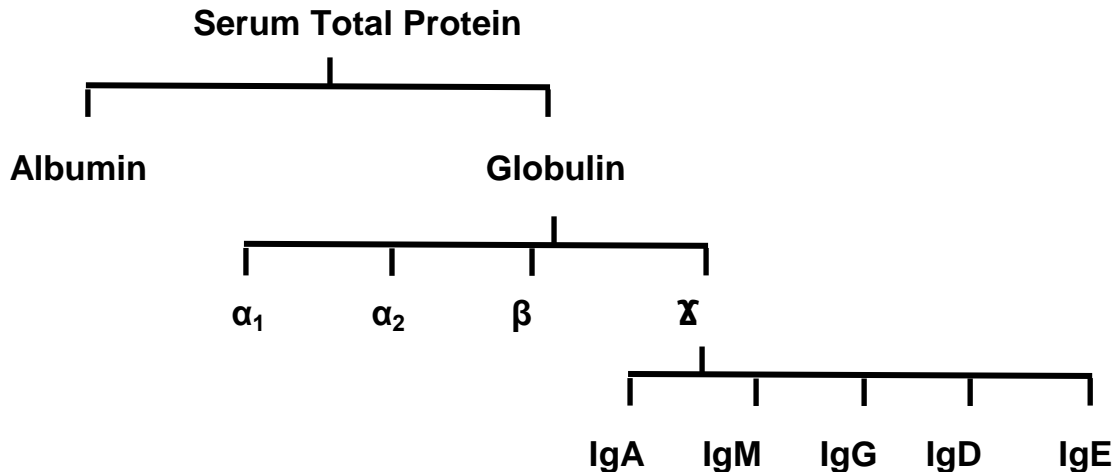 Serum Total Protein
Albumin Globulin
α₁ α₂ β Ɣ
IgA IgM IgG IgD IgE